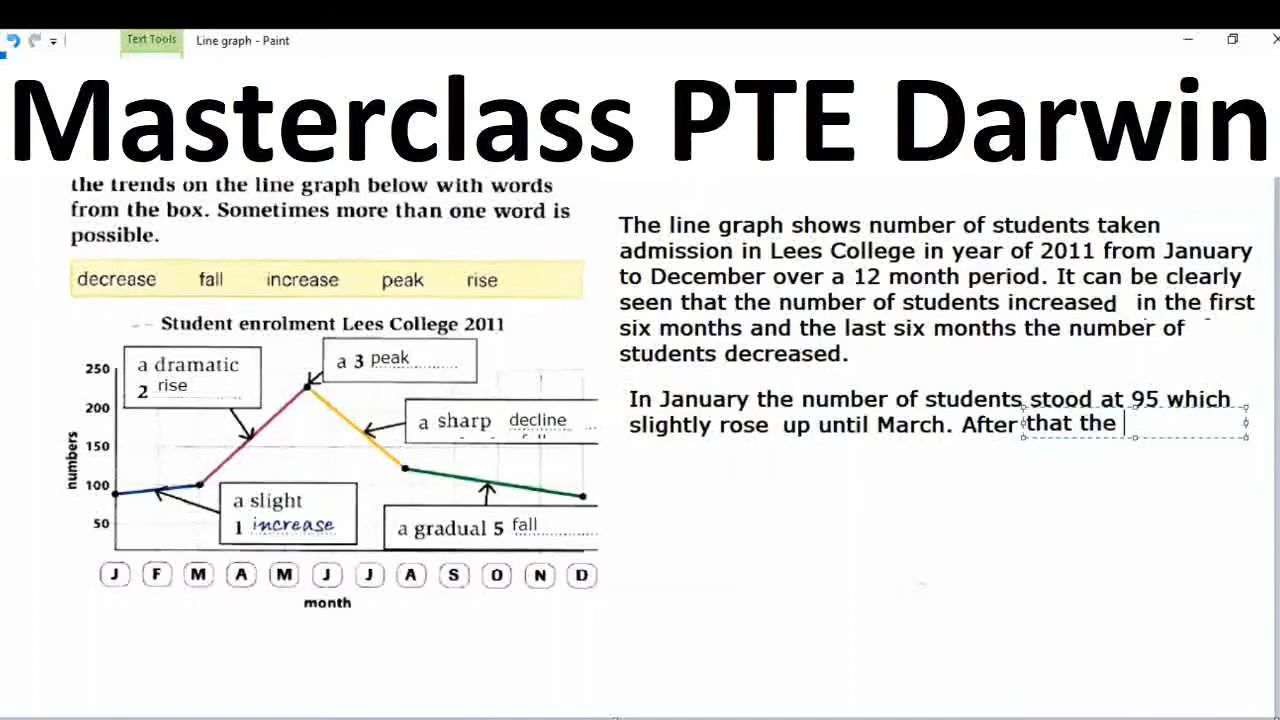 Text Tools
Line graph - Paint
Masterclass PTE Darwin
the trends on the line graph below with words
from the box. Sometimes more than one word is
possible.
decrease fall increase peak rise
Student enrolment Lees College 2011
a dramatic
2 rise
a 3 peak
a sharp decline
a slight
1 increase
a gradual 5 fall
250
200
150
100
50
numbers
J F M A M J J A S O N D
month
The line graph shows number of students taken
admission in Lees College in year of 2011 from January
to December over a 12 month period. It can be clearly
seen that the number of students increased in the first
six months and the last six months the number of
students decreased.
In January the number of students stood at 95 which
slightly rose up until March. After that the